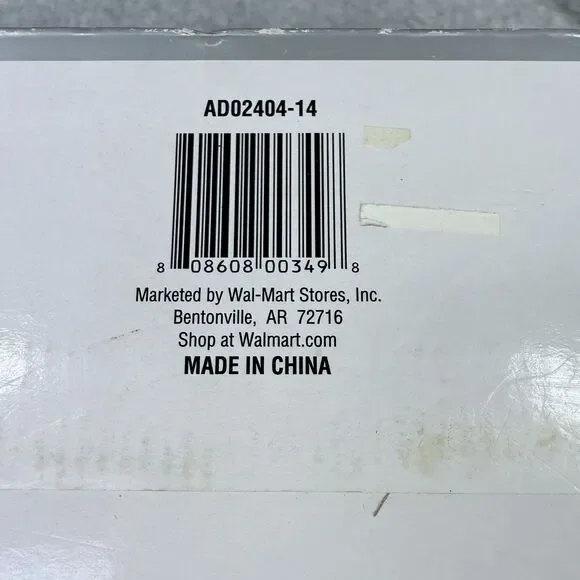 AD02404-14
8 08608 00349 8
Marketed by Wal-Mart Stores, Inc.
Bentonville, AR 72716
Shop at Walmart.com
MADE IN CHINA